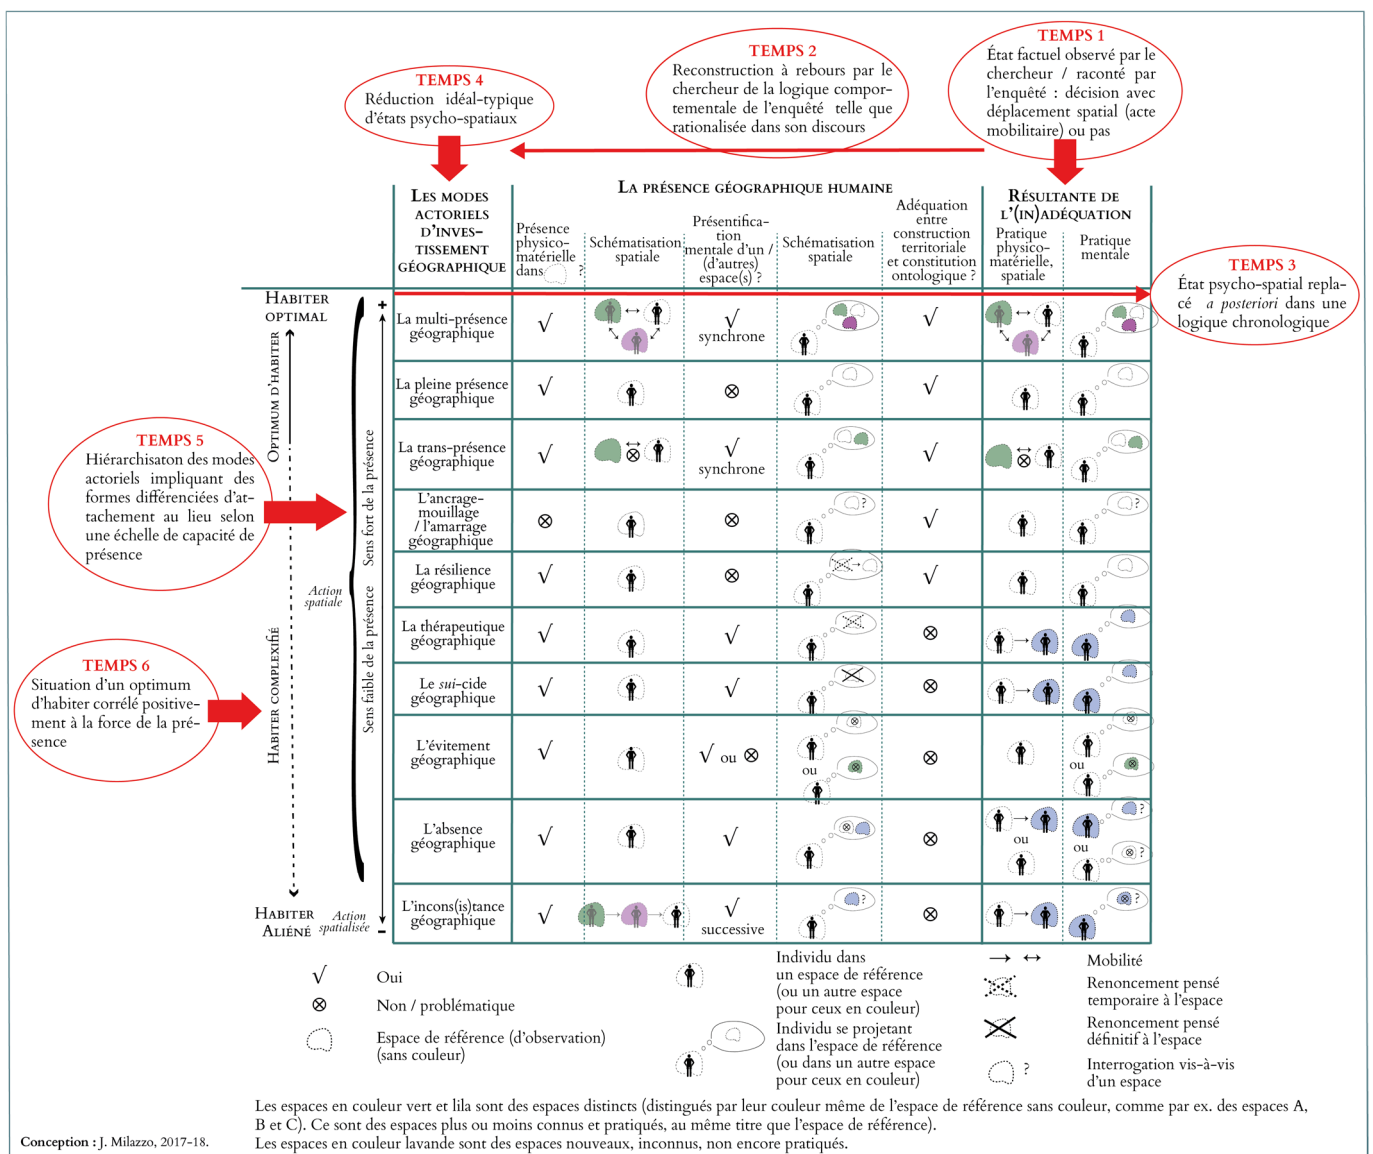 TEMPS 1
État factuel observé par le
chercheur / raconté par
l'enquêté : décision avec
déplacement spatial (acte
mobilitaire) ou pas
TEMPS 2
Reconstruction à rebours par le
chercheur de la logique compor-
tementale de l'enquêté telle que
rationalisée dans son discours
TEMPS 4
Réduction idéal-typique
d'états psycho-spatiaux
TEMPS 3
État psycho-spatial repla-
cé a posteriori dans une
logique chronologique
TEMPS 5
Hiérarchisaton des modes
actoriels impliquant des
formes différenciées d'at-
tachement au lieu selon
une échelle de capacité de
présence
TEMPS 6
Situation d'un optimum
d'habiter corrélé positive-
ment à la force de la pré-
sence
Les modes
actoriels
d'inves-
tissement
géographique
La présence géographique humaine
Résultante de
l'(in)adéquation
Présence
physico-
matérielle
dans ?
Schématisation
spatiale
Présentifica-
tion
mentale d'un /
(d'autres)
espace(s) ?
Schématisation
spatiale
Adéquation
entre
construction
territoriale
et constitution
ontologique ?
Pratique
physico-
matérielle,
spatiale
Pratique
mentale
Habiter
optimal
Optimum d'habiter
Habiter complexifié
Habiter
Aliéné
Action
spatiale
Action
spatialisée
Sens fort de la présence
Sens faible de la présence
+
-
La multi-présence
géographique
√
√
synchrone
√
La pleine présence
géographique
√
√
La trans-présence
géographique
√
√
synchrone
√
L'ancrage-
mouillage
/ l'amarrage
géographique
?
√
?
La résilience
géographique
√
√
La thérapeutique
géographique
√
√
Le sui-cide
géographique
√
√
L'évitement
géographique
√
√ ou
ou
ou
L'absence
géographique
√
√
ou
?
ou
?
L'incons(is)tance
géographique
√
√
successive
?
?
√ Oui
Non / problématique
Espace de référence (d'observation)
(sans couleur)
Individu dans
un espace de référence
(ou un autre espace
pour ceux en couleur)
Individu se projetant
dans l'espace de référence
(ou dans un autre espace
pour ceux en couleur)
→ ↔ Mobilité
Renoncement pensé
temporaire à l'espace
Renoncement pensé
définitif à l'espace
? Interrogation vis-à-vis
d'un espace
Les espaces en couleur vert et lila sont des espaces distincts (distingués par leur couleur même de l'espace de référence sans couleur, comme par ex. des espaces A,
B et C). Ce sont des espaces plus ou moins connus et pratiqués, au même titre que l'espace de référence).
Les espaces en couleur lavande sont des espaces nouveaux, inconnus, non encore pratiqués.
Conception : J. Milazzo, 2017-18.